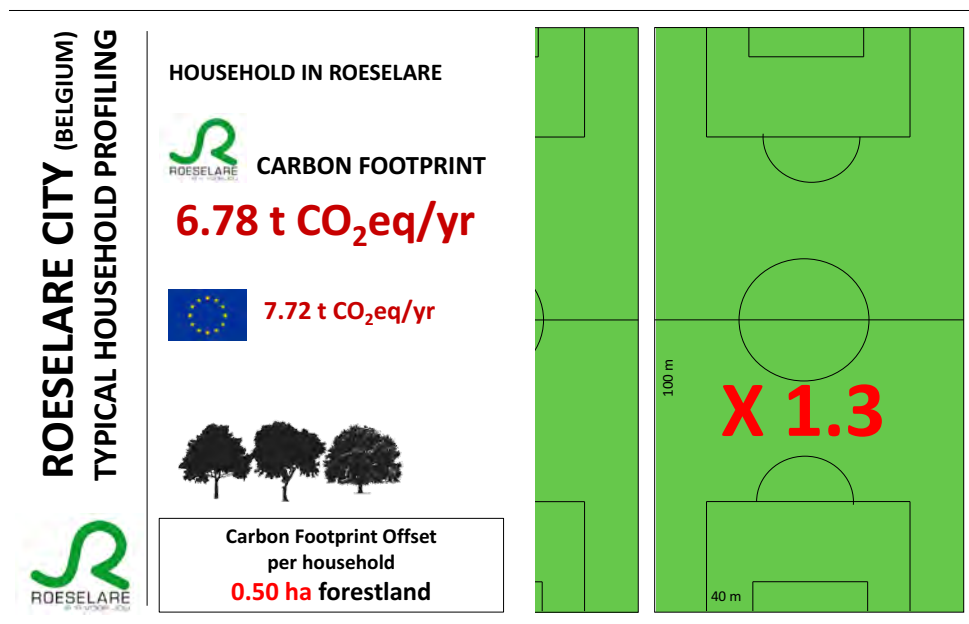 ROESELARE CITY (BELGIUM)
TYPICAL HOUSEHOLD PROFILING
ROESELARE
HOUSEHOLD IN ROESELARE
ROESELARE
CARBON FOOTPRINT
6.78 t CO₂eq/yr
7.72 t CO₂eq/yr
Carbon Footprint Offset
per household
0.50 ha forestland
100 m
X 1.3
40 m